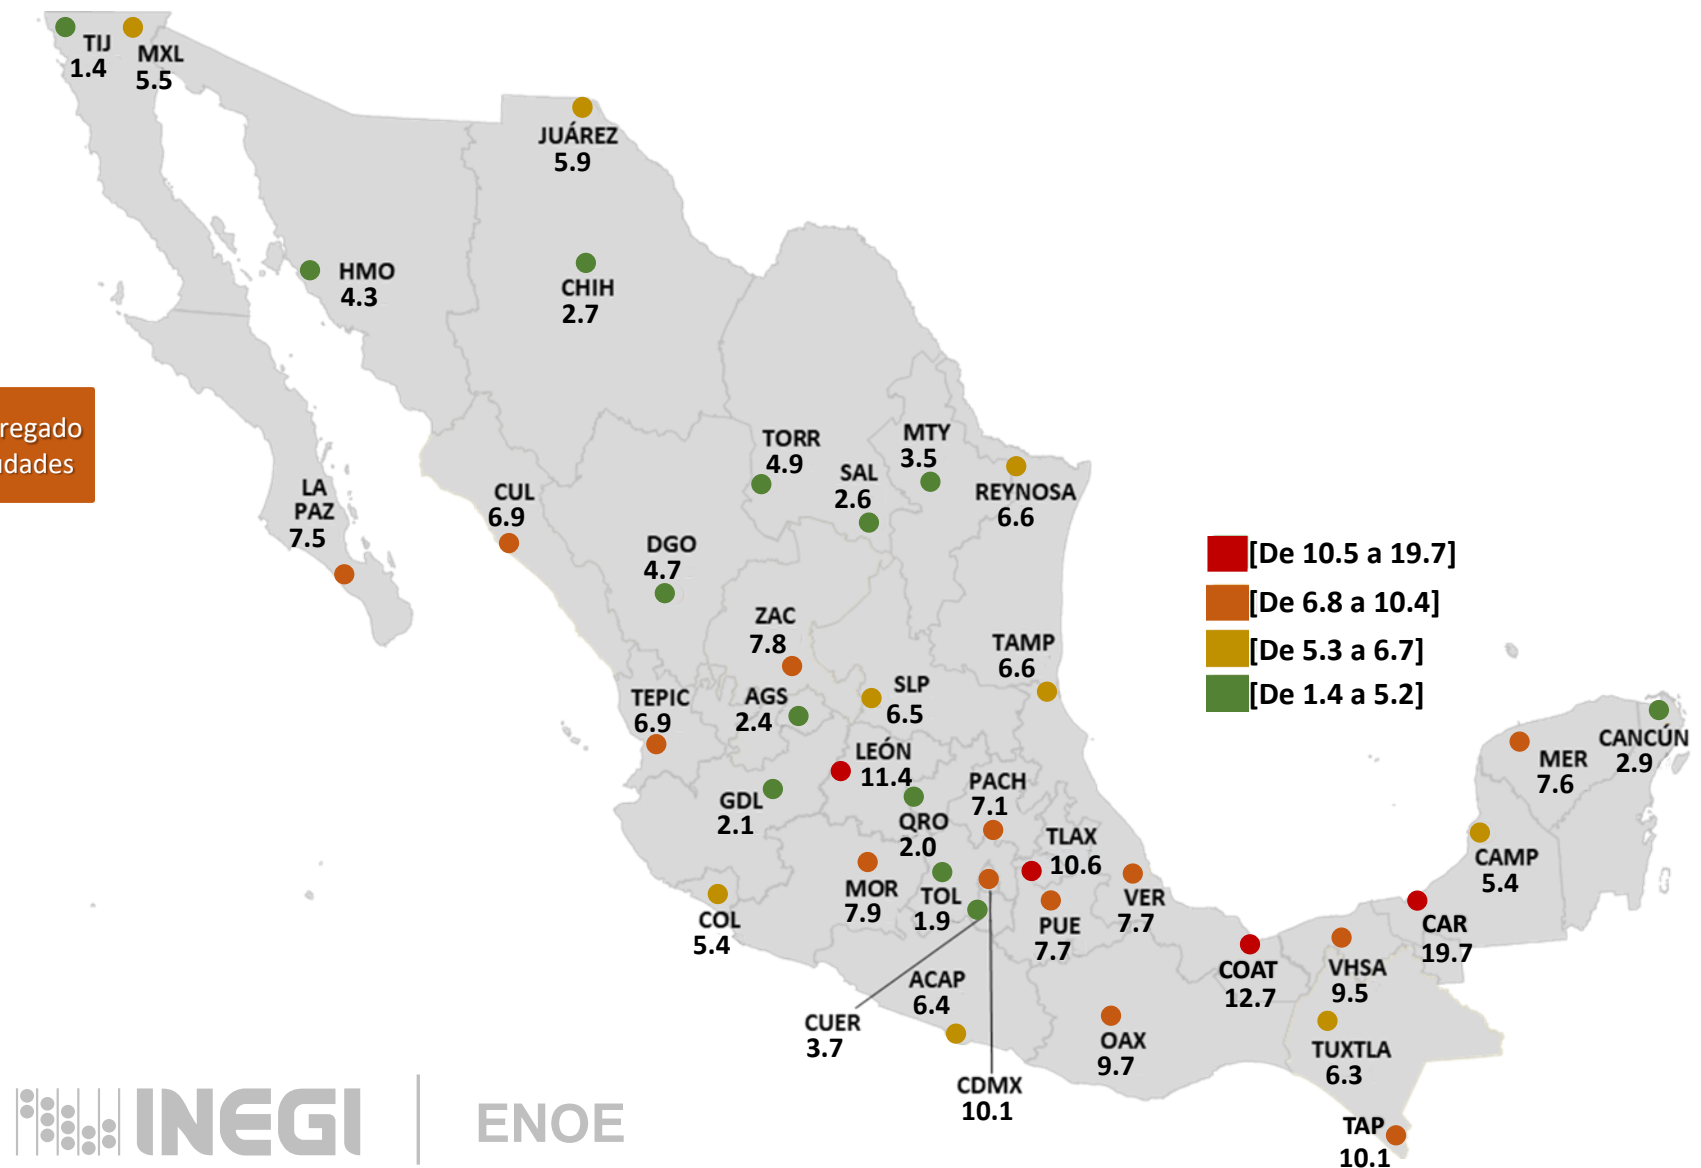 TIJ
1.4
MXL
5.5
JUÁREZ
5.9
HMO
4.3
CHIH
2.7
LA
PAZ
7.5
CUL
6.9
TORR
4.9
SAL
2.6
MTY
3.5
REYNOSA
6.6
DGO
4.7
ZAC
7.8
TAMP
6.6
TEPIC
6.9
AGS
2.4
SLP
6.5
LEÓN
11.4
GDL
2.1
QRO
2.0
PACH
7.1
TLAX
10.6
MOR
7.9
TOL
1.9
COL
5.4
PUE
7.7
VER
7.7
CUER
3.7
ACAP
6.4
CDMX
10.1
OAX
9.7
COAT
12.7
VHSA
9.5
TUXTLA
6.3
TAP
10.1
CAR
19.7
CAMP
5.4
MER
7.6
CANCÚN
2.9
[De 10.5 a 19.7]
[De 6.8 a 10.4]
[De 5.3 a 6.7]
[De 1.4 a 5.2]
INEGI
ENOE